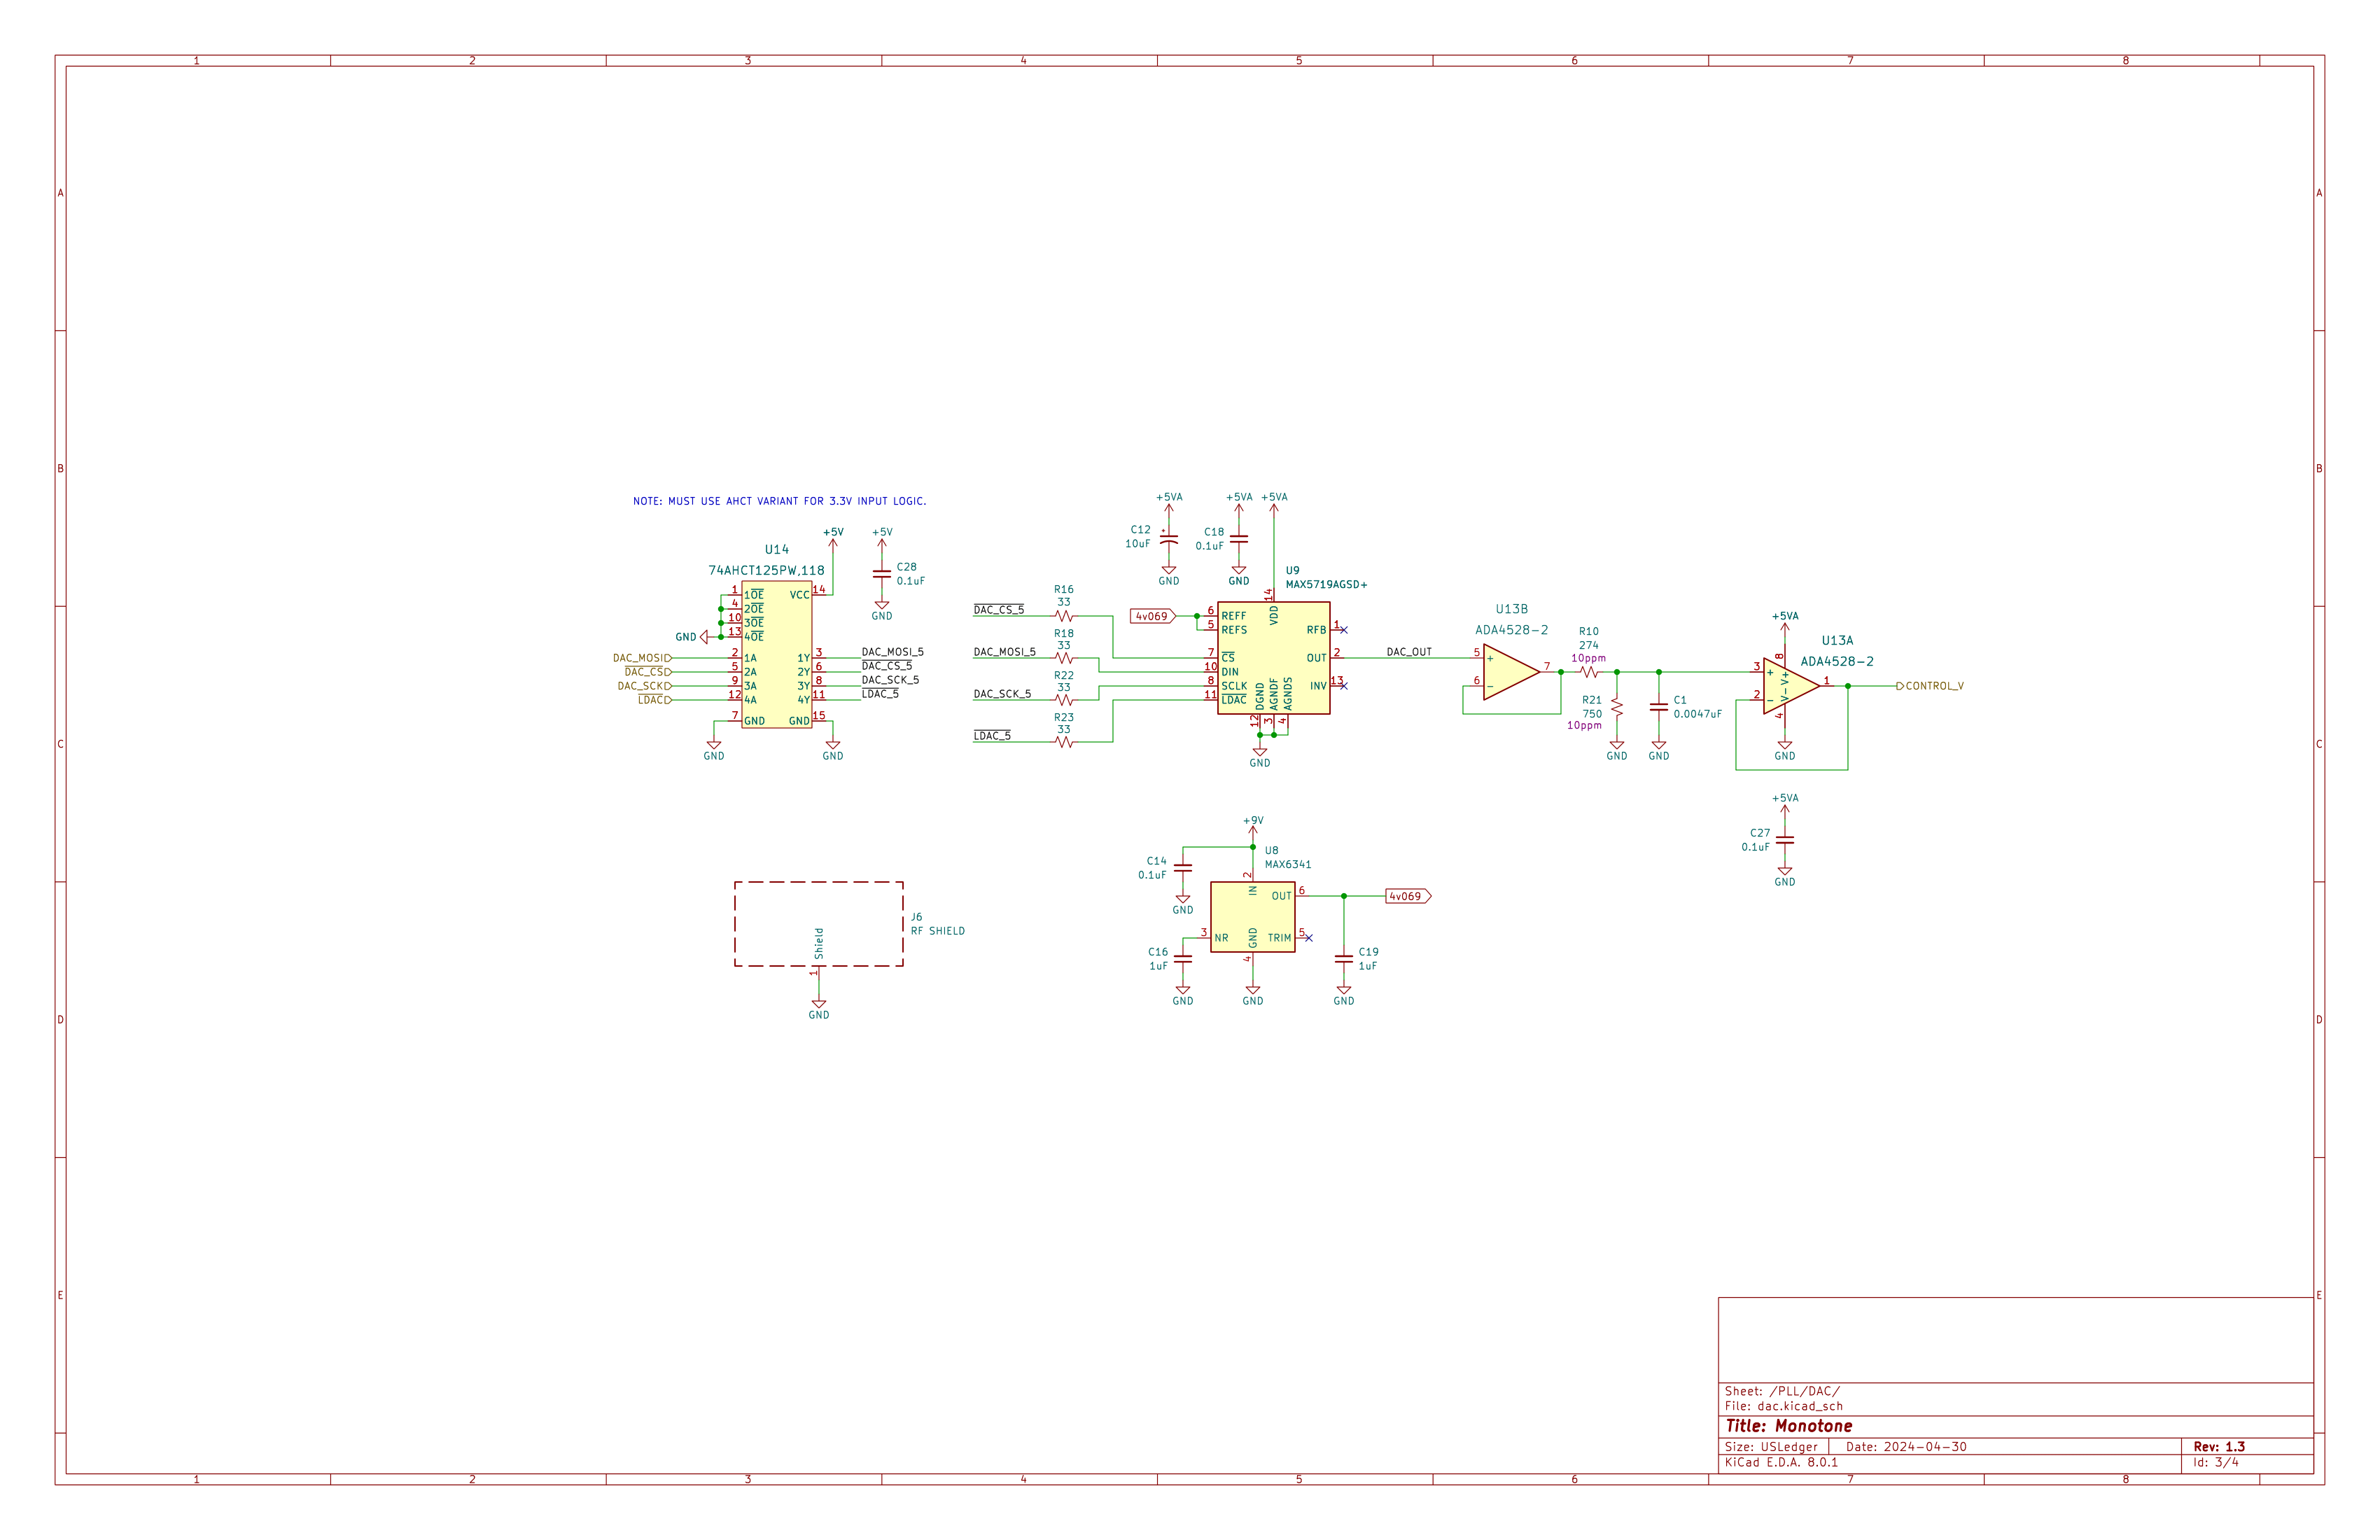 1 2 3 4 5 6 7 8
A A
B B
C C
D D
E E
NOTE: MUST USE AHCT VARIANT FOR 3.3V INPUT LOGIC.
+5V
+5V
U14
74AHCT125PW,118
C28
0.1uF
GND
1 1OE
4 2OE
10 3OE
13 4OE
VCC 14
GND
DAC_MOSI 2 1A
DAC_CS 5 2A
DAC_SCK 9 3A
LDAC 12 4A
1Y 3 DAC_MOSI_5
2Y 6 DAC_CS_5
3Y 8 DAC_SCK_5
4Y 11 LDAC_5
7 GND
GND 15
GND
GND
DAC_CS_5
R16
33
DAC_MOSI_5
R18
33
DAC_SCK_5
R22
33
LDAC_5
R23
33
+5VA
C12
10uF
GND
+5VA
C18
0.1uF
GND
+5VA
U9
MAX5719AGSD+
14
VDD
4v069
6 REFF
5 REFS
7 CS
10 DIN
8 SCLK
11 LDAC
RFB 1
OUT 2
INV 13
DGND
AGNDF
AGNDS
12
3
4
GND
DAC_OUT
U13B
ADA4528-2
5 +
6 -
7
R10
274
10ppm
R21
750
10ppm
GND
C1
0.0047uF
GND
+5VA
U13A
ADA4528-2
3 +
2 -
8
V+
V-
4
1
GND
CONTROL_V
+5VA
C27
0.1uF
GND
+9V
U8
MAX6341
C14
0.1uF
GND
2
IN
OUT 6
4v069
3 NR
GND
TRIM 5
4
C16
1uF
GND
GND
C19
1uF
GND
J6
RF SHIELD
Shield
1
GND
Sheet: /PLL/DAC/
File: dac.kicad_sch
Title: Monotone
Size: USLedger Date: 2024-04-30 Rev: 1.3
KiCad E.D.A. 8.0.1 Id: 3/4
1 2 3 4 5 6 7 8